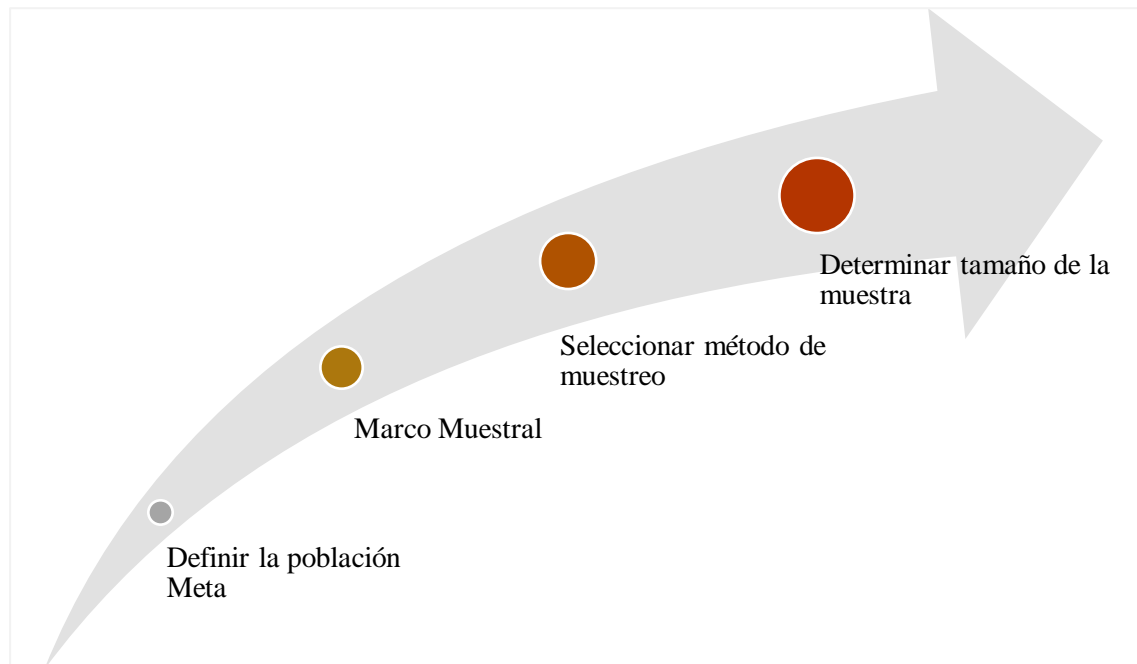 Definir la población
Meta
Marco Muestral
Seleccionar método de
muestreo
Determinar tamaño de la
muestra